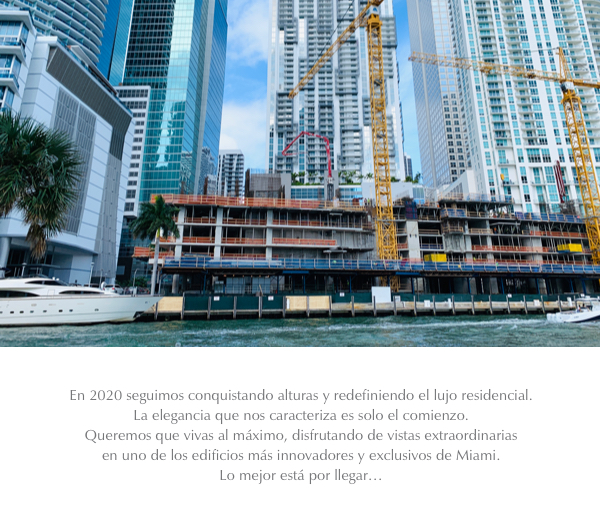 En 2020 seguimos conquistando alturas y redefiniendo el lujo residencial.
La elegancia que nos caracteriza es solo el comienzo.
Queremos que vivas al máximo, disfrutando de vistas extraordinarias
en uno de los edificios más innovadores y exclusivos de Miami.
Lo mejor está por llegar…